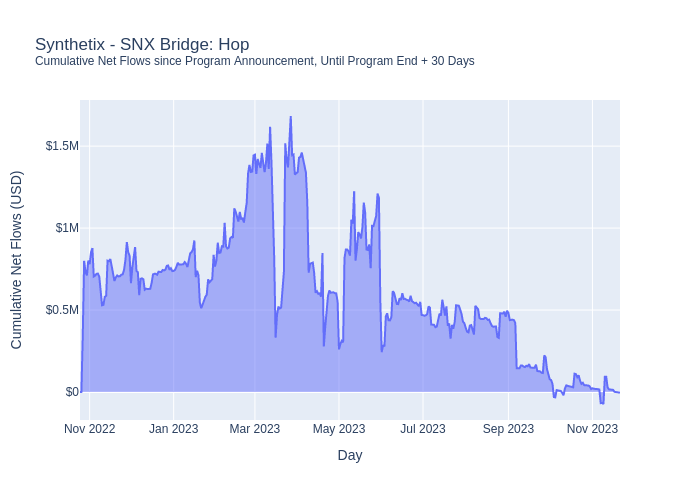 Synthetix - SNX Bridge: Hop
Cumulative Net Flows since Program Announcement, Until Program End + 30 Days
Cumulative Net Flows (USD)
$1.5M
$1M
$0.5M
$0
Nov 2022 Jan 2023 Mar 2023 May 2023 Jul 2023 Sep 2023 Nov 2023
Day